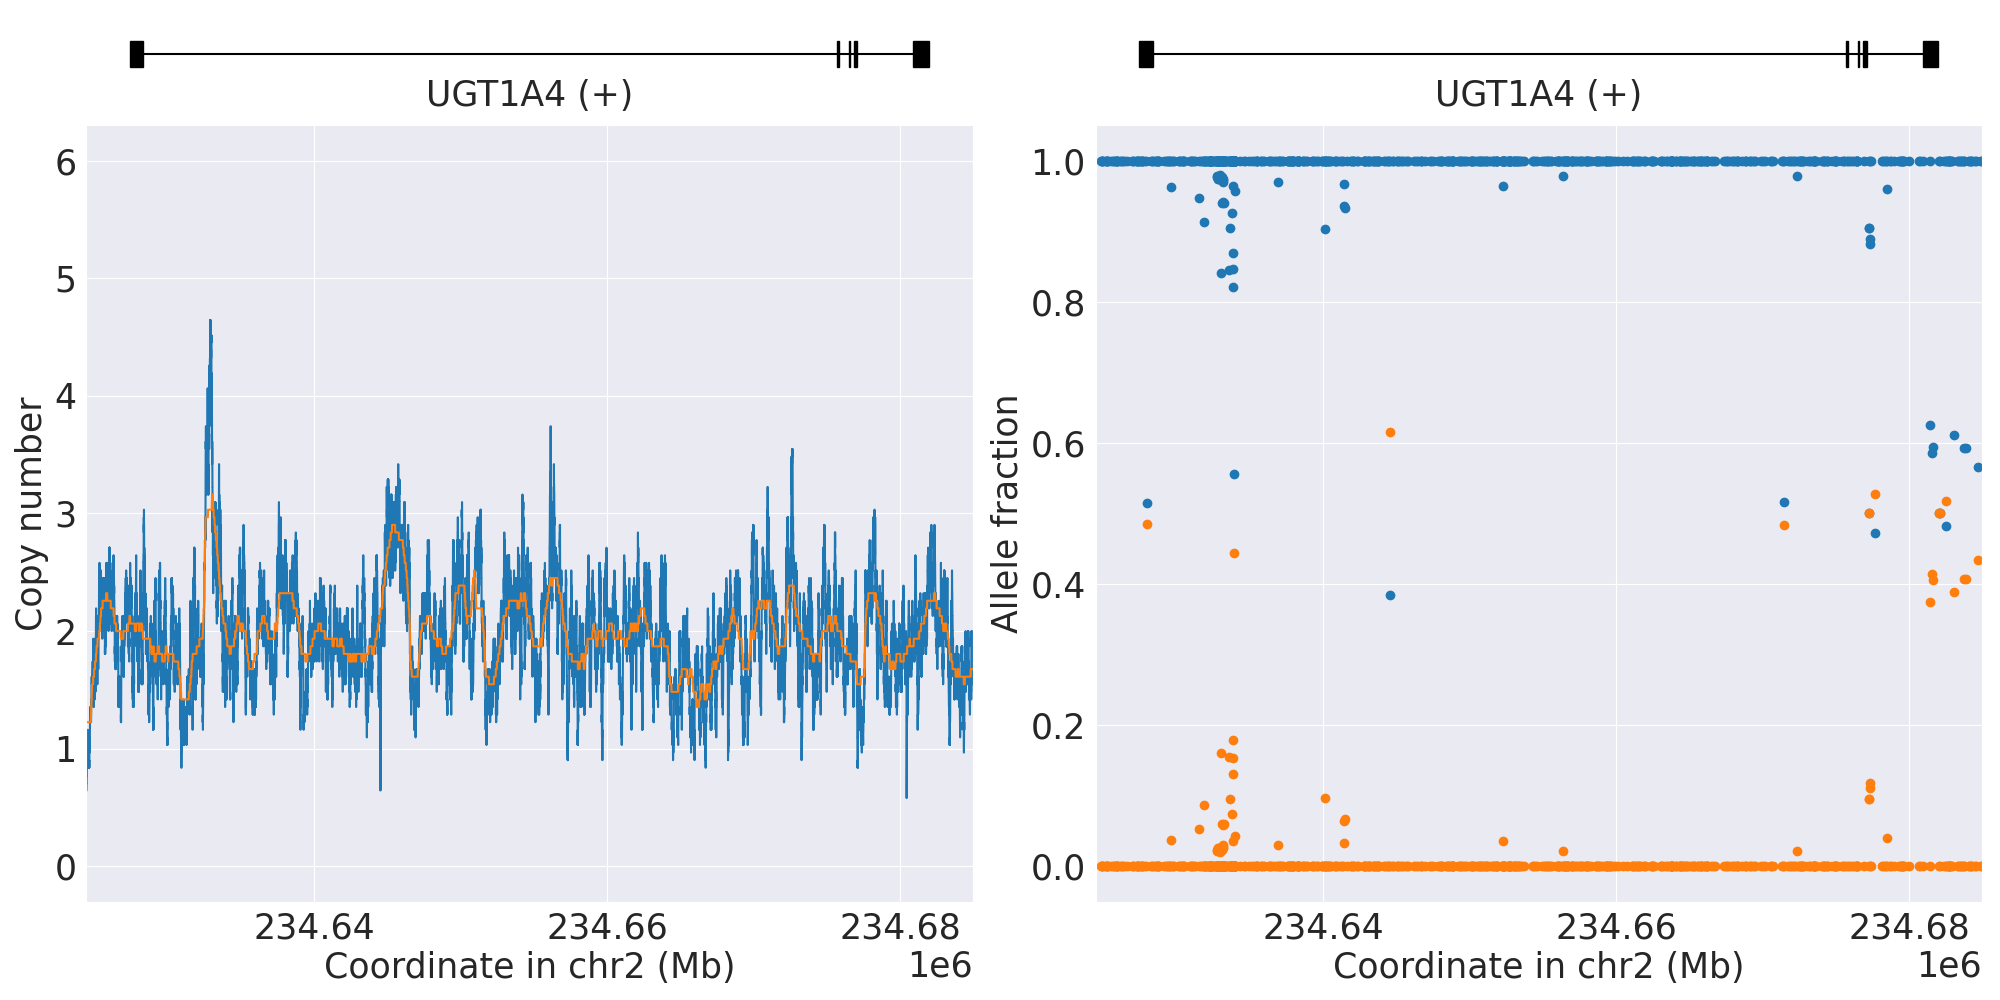 UGT1A4 (+)
6
5
4
3
2
1
0
Copy number
234.64 234.66 234.68
1e6
Coordinate in chr2 (Mb)
UGT1A4 (+)
1.0
0.8
0.6
0.4
0.2
0.0
Allele fraction
234.64 234.66 234.68
1e6
Coordinate in chr2 (Mb)